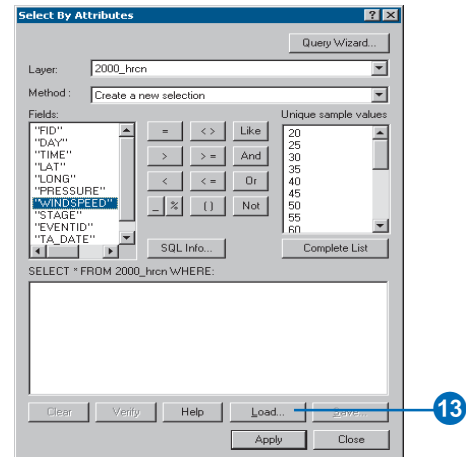 Select By Attributes
Query Wizard...
Layer: 2000_hrcn
Method : Create a new selection
Fields: Unique sample values
"FID"
"DAY"
"TIME"
"LAT"
"LONG"
"PRESSURE"
"WINDSPEED"
"STAGE"
"EVENTID"
"TA_DATE"
= < > Like
> > = And
< < = Or
_ % ( ) Not
SQL Info...
20
25
30
35
40
45
50
55
60
Complete List
SELECT * FROM 2000_hrcn WHERE:
Clear Verify Help Load... Save...
13
Apply Close